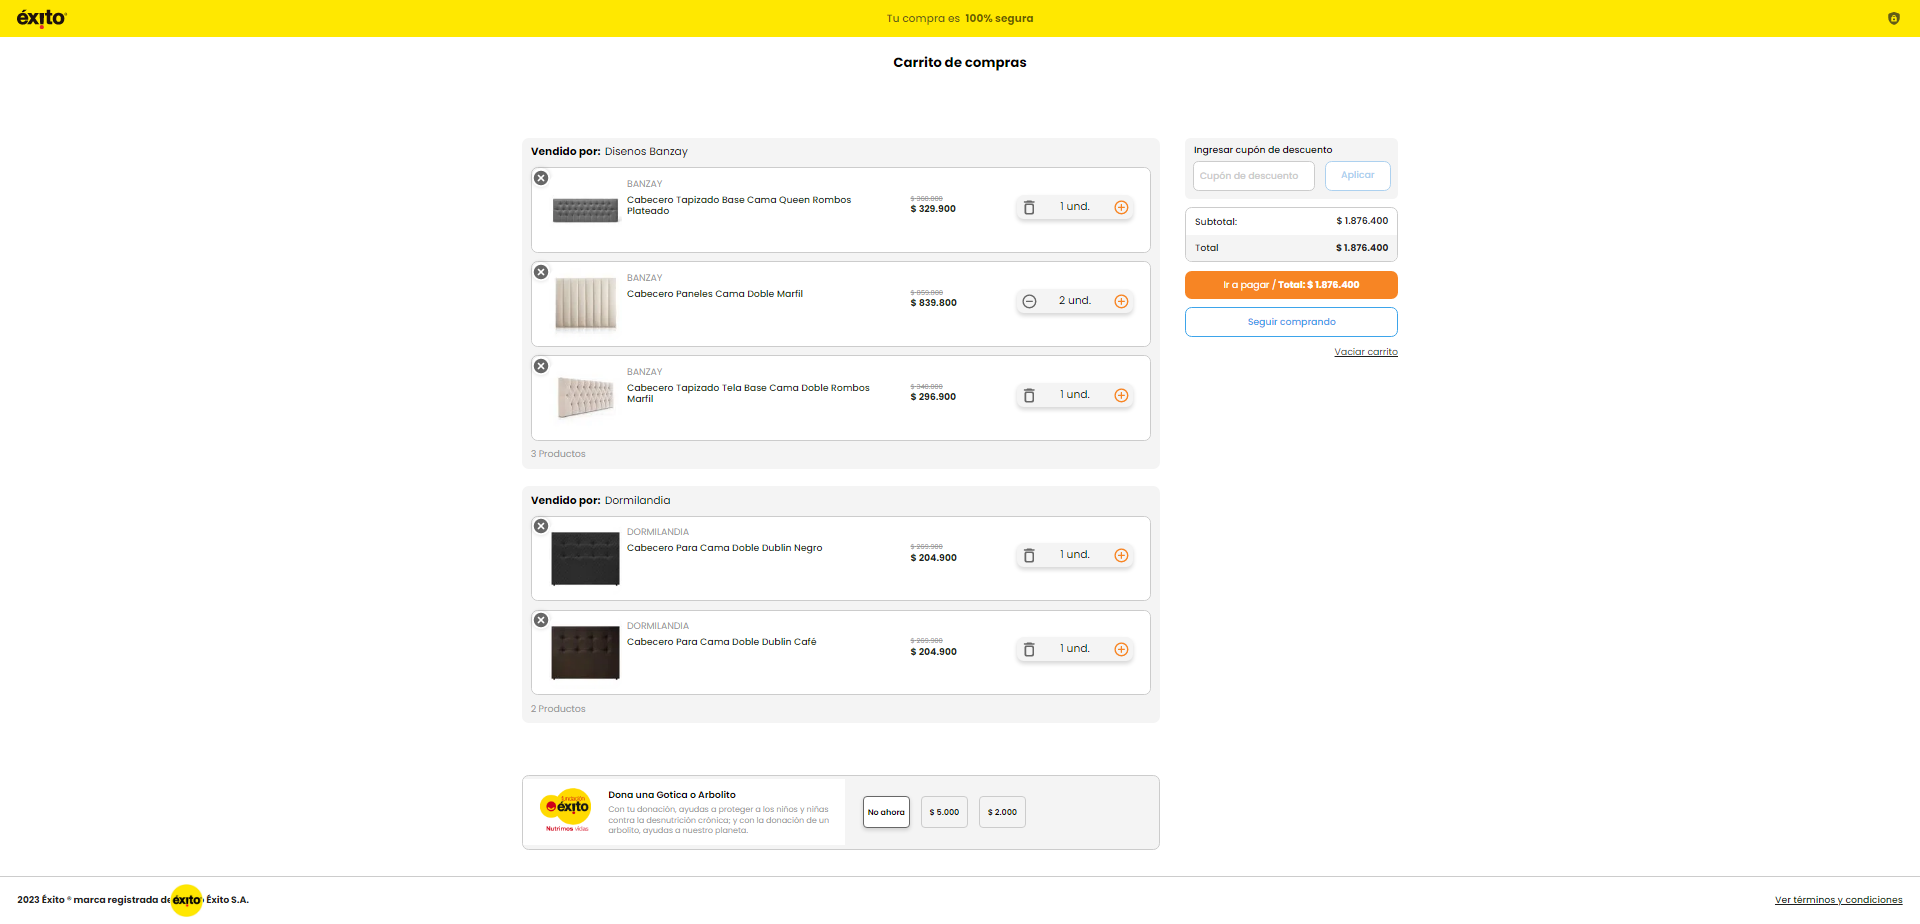 éxito
Tu compra es 100% segura
Carrito de compras
Vendido por: Disenos Banzay
BANZAY
Cabecero Tapizado Base Cama Queen Rombos
Plateado
$ 329.900
1 und.
BANZAY
Cabecero Paneles Cama Doble Marfil
$ 839.800
2 und.
BANZAY
Cabecero Tapizado Tela Base Cama Doble Rombos
Marfil
$ 296.900
1 und.
3 Productos
Vendido por: Dormilandia
DORMILANDIA
Cabecero Para Cama Doble Dublin Negro
$ 204.900
1 und.
DORMILANDIA
Cabecero Para Cama Doble Dublin Café
$ 204.900
1 und.
2 Productos
Ingresar cupón de descuento
Cupón de descuento
Aplicar
Subtotal: $ 1.876.400
Total $ 1.876.400
Ir a pagar / Total: $ 1.876.400
Seguir comprando
Vaciar carrito
fundación
éxito
Nutrimos vidas
Dona una Gotica o Arbolito
Con tu donación, ayudas a proteger a los niños y niñas
contra la desnutrición crónica; y con la donación de un
arbolito, ayudas a nuestro planeta.
No ahora
$ 5.000
$ 2.000
2023 Éxito ® marca registrada de éxito Éxito S.A.
Ver términos y condiciones